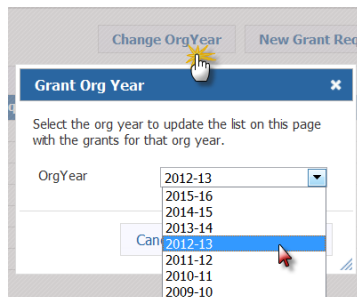 Change OrgYear New Grant Req
Grant Org Year
Select the org year to update the list on this page
with the grants for that org year.
OrgYear 2012-13
2015-16
2014-15
2013-14
2012-13
2011-12
2010-11
2009-10
Canc